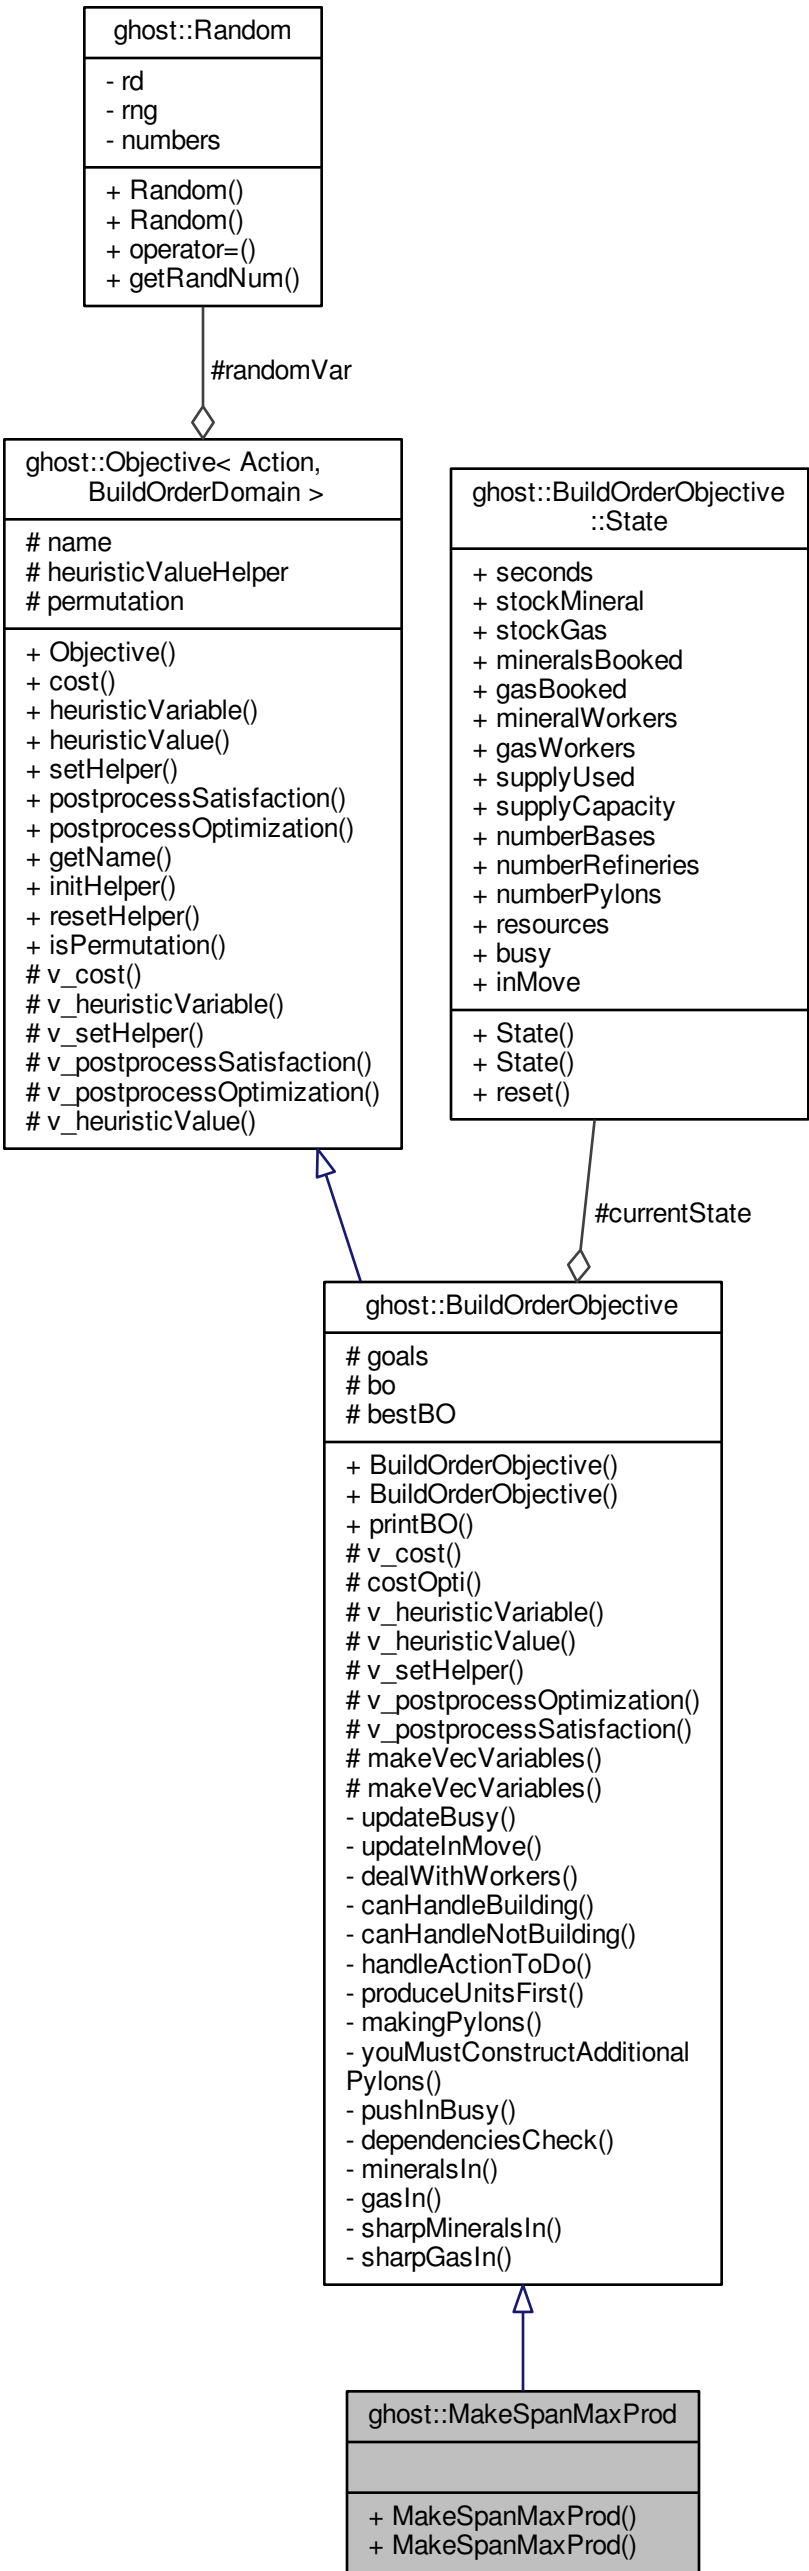 ghost::Random
- rd
- rng
- numbers
+ Random()
+ Random()
+ operator=()
+ getRandNum()
#randomVar
ghost::Objective< Action,
BuildOrderDomain >
# name
# heuristicValueHelper
# permutation
+ Objective()
+ cost()
+ heuristicVariable()
+ heuristicValue()
+ setHelper()
+ postprocessSatisfaction()
+ postprocessOptimization()
+ getName()
+ initHelper()
+ resetHelper()
+ isPermutation()
# v_cost()
# v_heuristicVariable()
# v_setHelper()
# v_postprocessSatisfaction()
# v_postprocessOptimization()
# v_heuristicValue()
ghost::BuildOrderObjective
::State
+ seconds
+ stockMineral
+ stockGas
+ mineralsBooked
+ gasBooked
+ mineralWorkers
+ gasWorkers
+ supplyUsed
+ supplyCapacity
+ numberBases
+ numberRefineries
+ numberPylons
+ resources
+ busy
+ inMove
+ State()
+ State()
+ reset()
#currentState
ghost::BuildOrderObjective
# goals
# bo
# bestBO
+ BuildOrderObjective()
+ BuildOrderObjective()
+ printBO()
# v_cost()
# costOpti()
# v_heuristicVariable()
# v_heuristicValue()
# v_setHelper()
# v_postprocessOptimization()
# v_postprocessSatisfaction()
# makeVecVariables()
# makeVecVariables()
- updateBusy()
- updateInMove()
- dealWithWorkers()
- canHandleBuilding()
- canHandleNotBuilding()
- handleActionToDo()
- produceUnitsFirst()
- makingPylons()
- youMustConstructAdditional
Pylons()
- pushInBusy()
- dependenciesCheck()
- mineralsIn()
- gasIn()
- sharpMineralsIn()
- sharpGasIn()
ghost::MakeSpanMaxProd
+ MakeSpanMaxProd()
+ MakeSpanMaxProd()